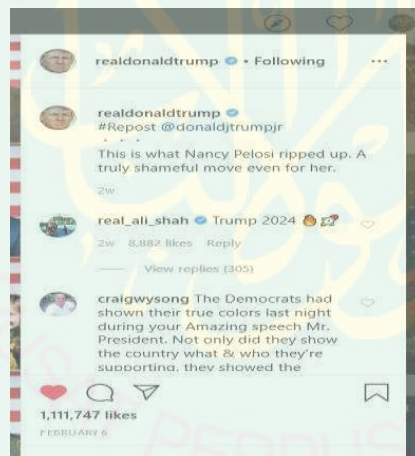 realdonaldtrump • Following
realdonaldtrump
#Repost @donaldjtrumpjr
· · ·
This is what Nancy Pelosi ripped up. A
truly shameful move even for her.
2w
real_ali_shah Trump 2024 🔥🚀
2w 8,882 likes Reply
View replies (305)
craigwysong The Democrats had
shown their true colors last night
during your Amazing speech Mr.
President. Not only did they show
the country what & who they're
supporting, they showed the
1,111,747 likes
FEBRUARY 6